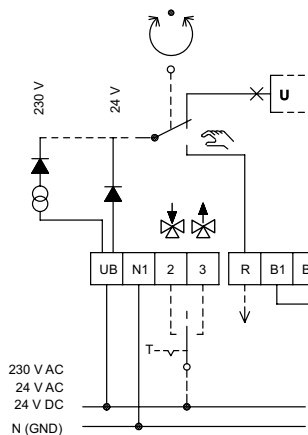 230 V
24 V
U
UB N1 2 3 R B1 B
T
230 V AC
24 V AC
24 V DC
N (GND)